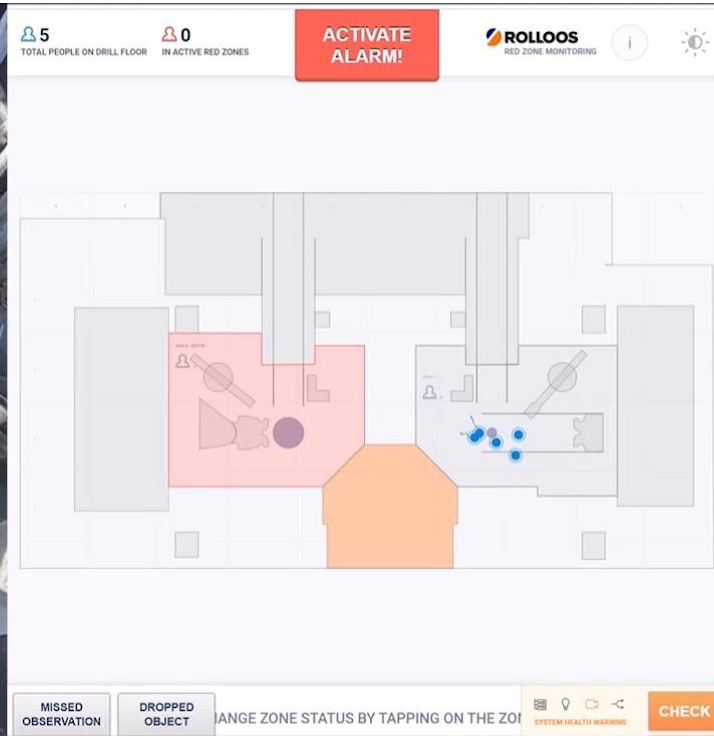 5
TOTAL PEOPLE ON DRILL FLOOR
0
IN ACTIVE RED ZONES
ACTIVATE
ALARM!
ROLLOOS
RED ZONE MONITORING
i
MISSED
OBSERVATION
DROPPED
OBJECT
HANGE ZONE STATUS BY TAPPING ON THE ZON
SYSTEM HEALTH WARNING
CHECK